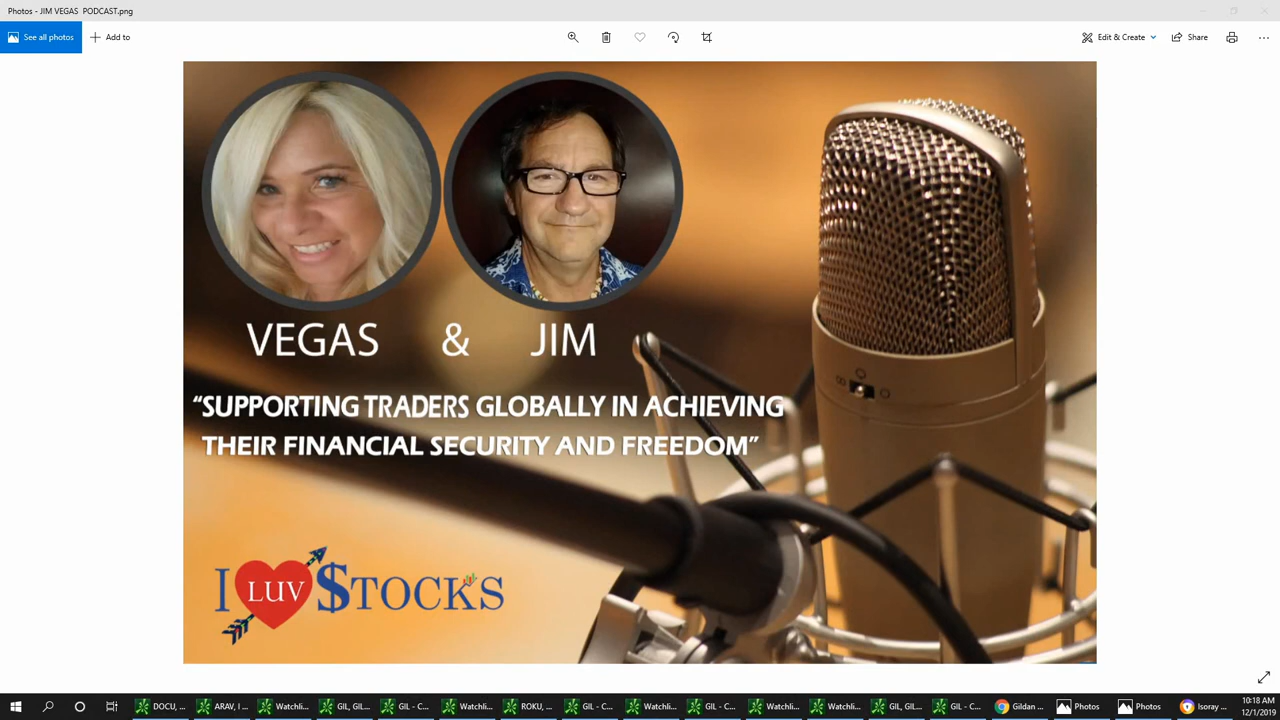 Photos - JIM VEGAS PODCAST.png
See all photos
Add to
Edit & Create
Share
VEGAS & JIM
“SUPPORTING TRADERS GLOBALLY IN ACHIEVING
THEIR FINANCIAL SECURITY AND FREEDOM”
I LUV $TOCKS
DOCU, ...
ARAV, I ...
Watchli...
GIL, GIL...
GIL - C...
Watchli...
ROKU, ...
GIL - C...
Watchli...
GIL - C...
Watchli...
Watchli...
GIL, GIL...
GIL - C...
Gildan ...
Photos
Photos
Isoray ...
10:18 AM
12/1/2019